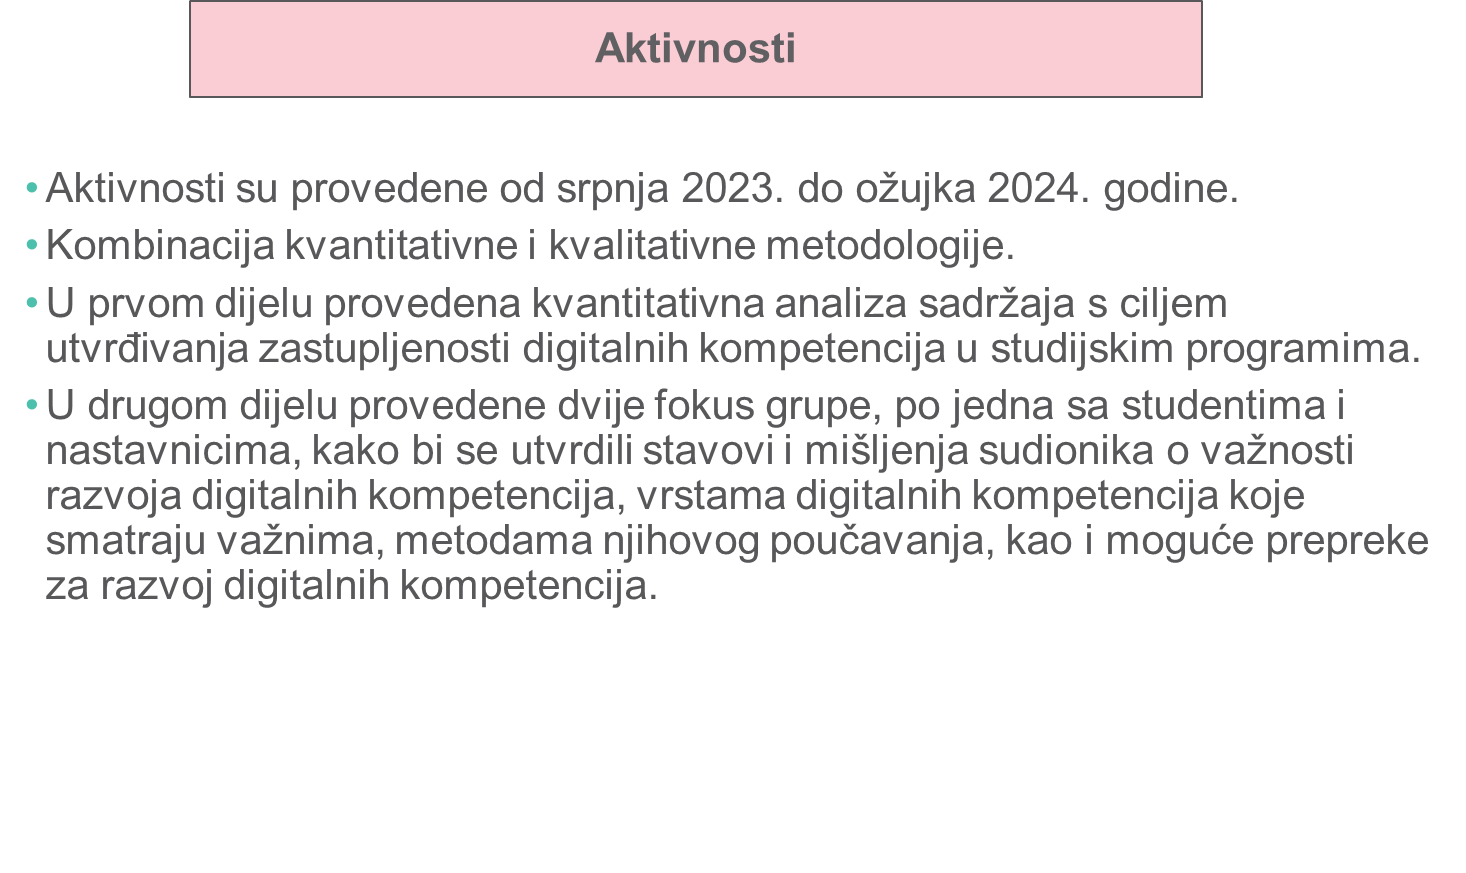 Aktivnosti
• Aktivnosti su provedene od srpnja 2023. do ožujka 2024. godine.
• Kombinacija kvantitativne i kvalitativne metodologije.
• U prvom dijelu provedena kvantitativna analiza sadržaja s ciljem
utvrđivanja zastupljenosti digitalnih kompetencija u studijskim programima.
• U drugom dijelu provedene dvije fokus grupe, po jedna sa studentima i
nastavnicima, kako bi se utvrdili stavovi i mišljenja sudionika o važnosti
razvoja digitalnih kompetencija, vrstama digitalnih kompetencija koje
smatraju važnima, metodama njihovog poučavanja, kao i moguće prepreke
za razvoj digitalnih kompetencija.